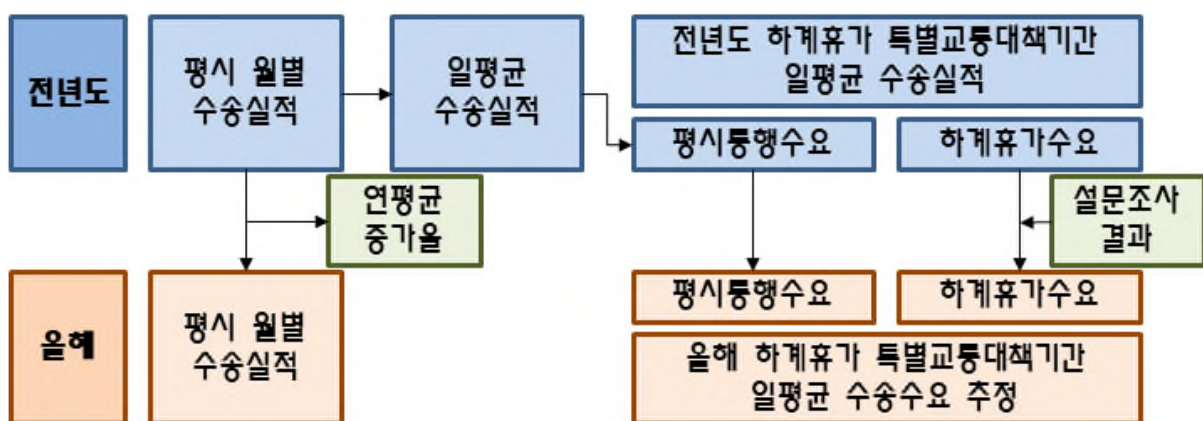 전년도
평시 월별
수송실적
일평균
수송실적
전년도 하계휴가 특별교통대책기간
일평균 수송실적
평시통행수요
하계휴가수요
연평균
증가율
설문조사
결과
올해
평시 월별
수송실적
평시통행수요
하계휴가수요
올해 하계휴가 특별교통대책기간
일평균 수송수요 추정